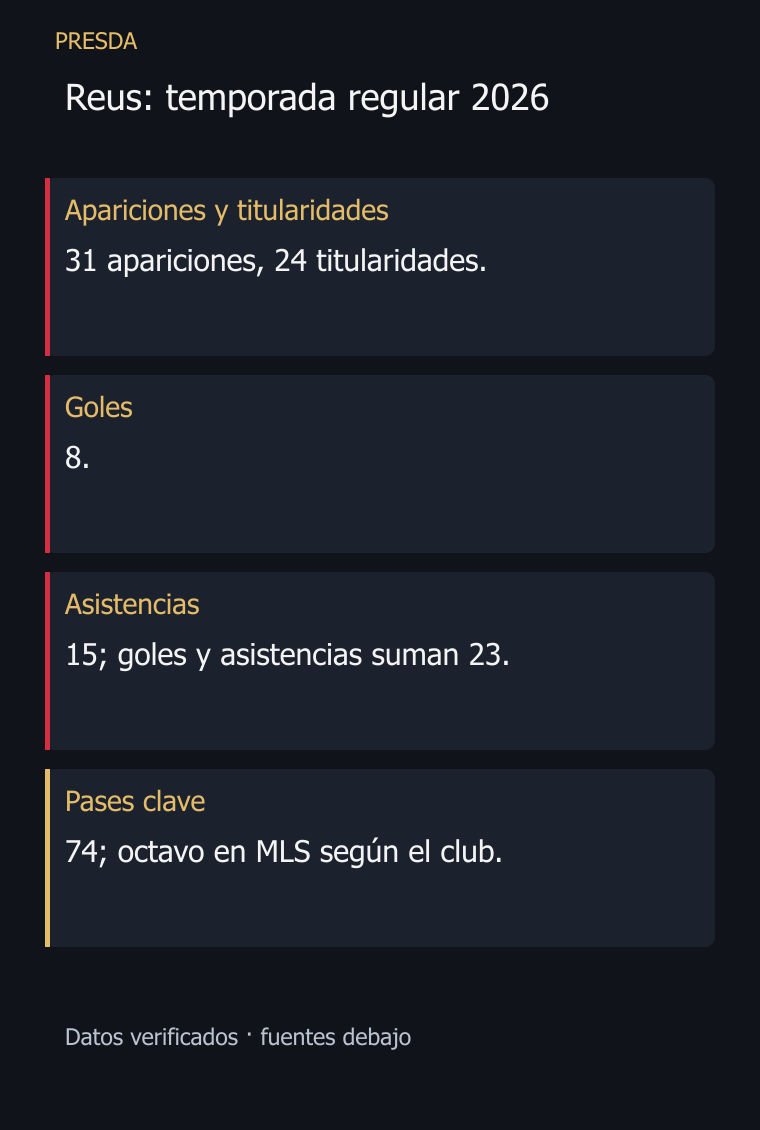 PRESDA
Reus: temporada regular 2026
Apariciones y titularidades
31 apariciones, 24 titularidades.
Goles
8.
Asistencias
15; goles y asistencias suman 23.
Pases clave
74; octavo en MLS según el club.
Datos verificados · fuentes debajo